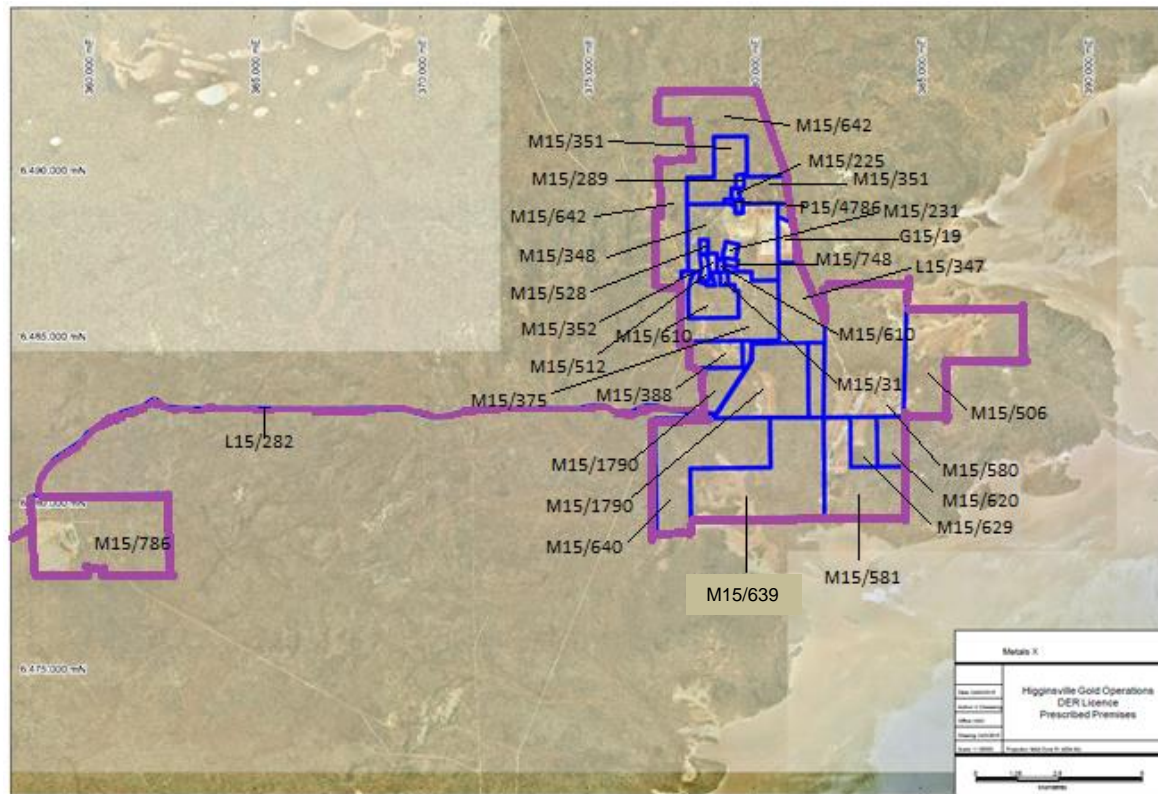 360.000 mE
365.000 mE
370.000 mE
375.000 mE
385.000 mE
390.000 mE
6.490.000 mN
6.485.000 mN
6.475.000 mN
M15/642
M15/351
M15/225
M15/289
M15/351
M15/642
P15/4786
M15/231
G15/19
M15/348
M15/748
L15/347
M15/528
M15/352
M15/610
M15/610
M15/512
M15/31
M15/375
M15/388
M15/506
L15/282
M15/1790
M15/580
M15/1790
M15/620
M15/629
M15/786
M15/640
M15/581
M15/639
Metals X
Higginsville Gold Operations
DER Licence
Prescribed Premises